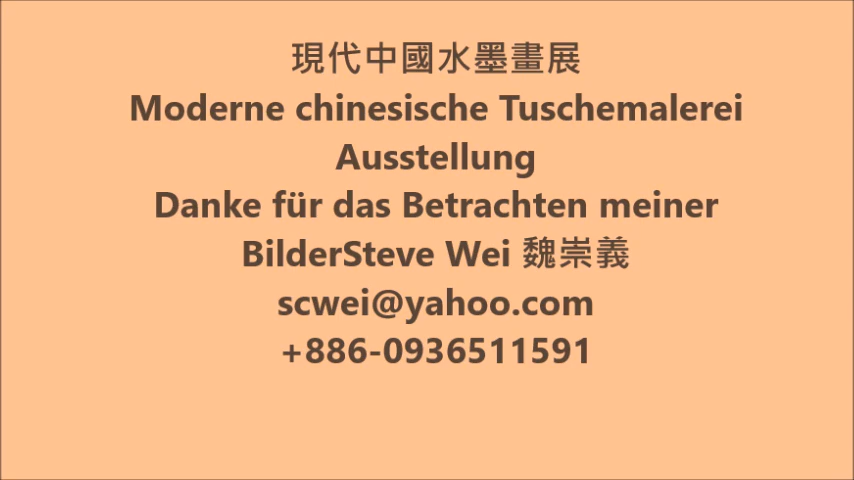 現代中國水墨畫展
Moderne chinesische Tuschemalerei
Ausstellung
Danke für das Betrachten meiner
BilderSteve Wei 魏崇義
scwei@yahoo.com
+886-0936511591